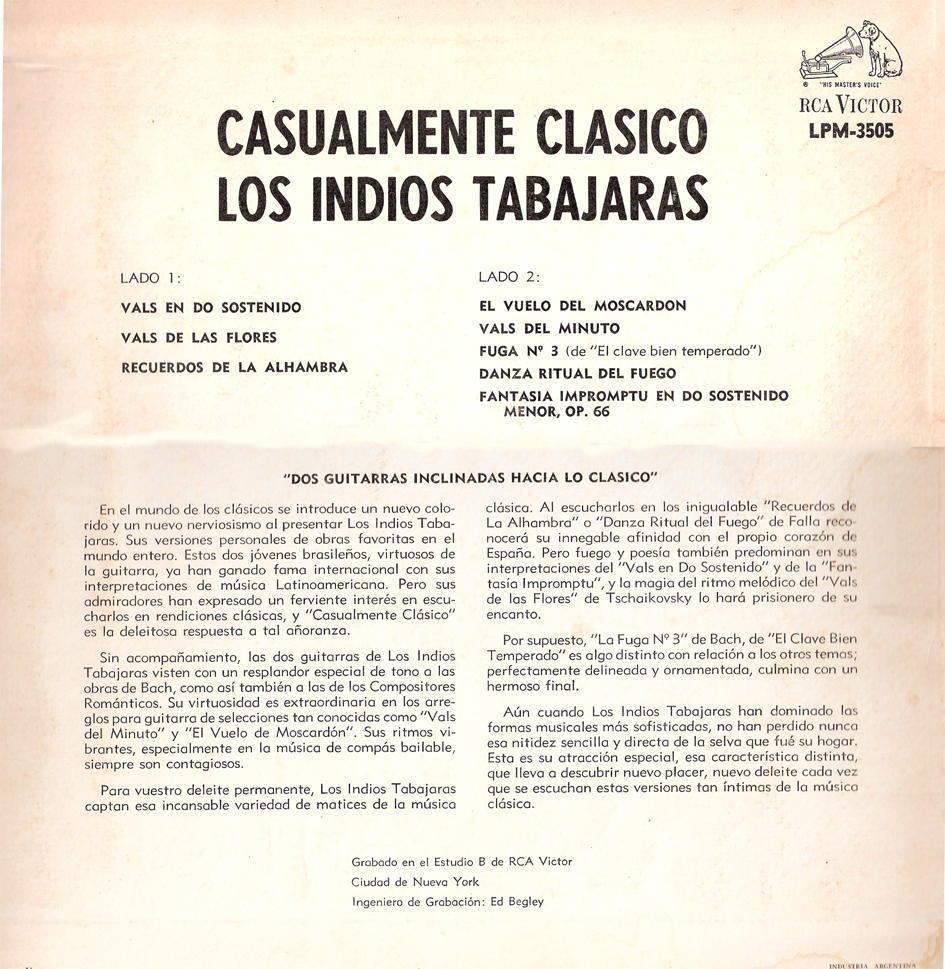 ® "HIS MASTER'S VOICE"
RCA VICTOR
LPM-3505
CASUALMENTE CLASICO
LOS INDIOS TABAJARAS
LADO 1:
VALS EN DO SOSTENIDO
VALS DE LAS FLORES
RECUERDOS DE LA ALHAMBRA
LADO 2:
EL VUELO DEL MOSCARDON
VALS DEL MINUTO
FUGA Nº 3 (de "El clave bien temperado")
DANZA RITUAL DEL FUEGO
FANTASIA IMPROMPTU EN DO SOSTENIDO
MENOR, OP. 66
"DOS GUITARRAS INCLINADAS HACIA LO CLASICO"
En el mundo de los clásicos se introduce un nuevo colo-
rido y un nuevo nerviosismo al presentar Los Indios Taba-
jaras. Sus versiones personales de obras favoritas en el
mundo entero. Estos dos jóvenes brasileños, virtuosos de
la guitarra, ya han ganado fama internacional con sus
interpretaciones de música Latinoamericana. Pero sus
admiradores han expresado un ferviente interés en escu-
charlos en rendiciones clásicas, y "Casualmente Clásico"
es la deleitosa respuesta a tal añoranza.
Sin acompañamiento, las dos guitarras de Los Indios
Tabajaras visten con un resplandor especial de tono a las
obras de Bach, como así también a las de los Compositores
Románticos. Su virtuosidad es extraordinaria en los arre-
glos para guitarra de selecciones tan conocidas como "Vals
del Minuto" y "El Vuelo de Moscardón". Sus ritmos vi-
brantes, especialmente en la música de compás bailable,
siempre son contagiosos.
Para vuestro deleite permanente, Los Indios Tabajaras
captan esa incansable variedad de matices de la música
clásica. Al escucharlos en los inigualable "Recuerdos de
La Alhambra" o "Danza Ritual del Fuego" de Falla reco-
nocerá su innegable afinidad con el propio corazón de
España. Pero fuego y poesía también predominan en sus
interpretaciones del "Vals en Do Sostenido" y de la "Fan-
tasía Impromptu", y la magia del ritmo melódico del "Vals
de las Flores" de Tschaikovsky lo hará prisionero de su
encanto.
Por supuesto, "La Fuga Nº 3" de Bach, de "El Clave Bien
Temperado" es algo distinto con relación a los otros temas;
perfectamente delineada y ornamentada, culmina con un
hermoso final.
Aún cuando Los Indios Tabajaras han dominado las
formas musicales más sofisticadas, no han perdido nunca
esa nitidez sencilla y directa de la selva que fué su hogar.
Esta es su atracción especial, esa característica distinta,
que lleva a descubrir nuevo placer, nuevo deleite cada vez
que se escuchan estas versiones tan íntimas de la música
clásica.
Grabado en el Estudio B de RCA Victor
Ciudad de Nueva York
Ingeniero de Grabación: Ed Begley
INDUSTRIA ARGENTINA